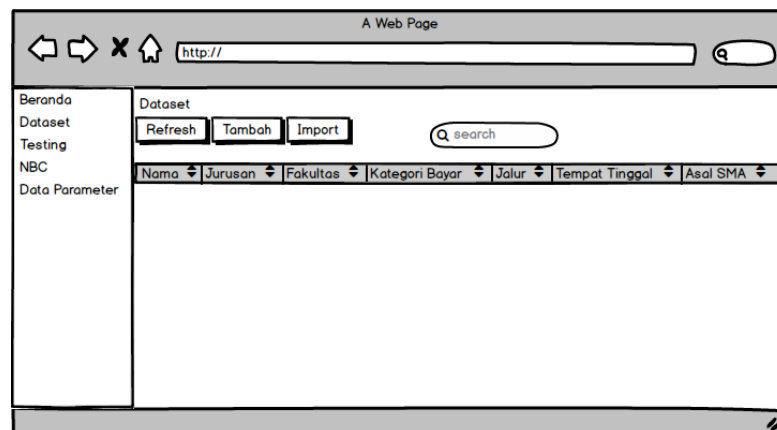 A Web Page
http://
Beranda
Dataset
Testing
NBC
Data Parameter
Dataset
Refresh Tambah Import search
Nama Jurusan Fakultas Kategori Bayar Jalur Tempat Tinggal Asal SMA